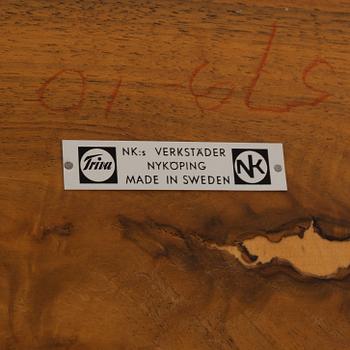 Triva
NK:s VERKSTÄDER
NYKÖPING
MADE IN SWEDEN
NK